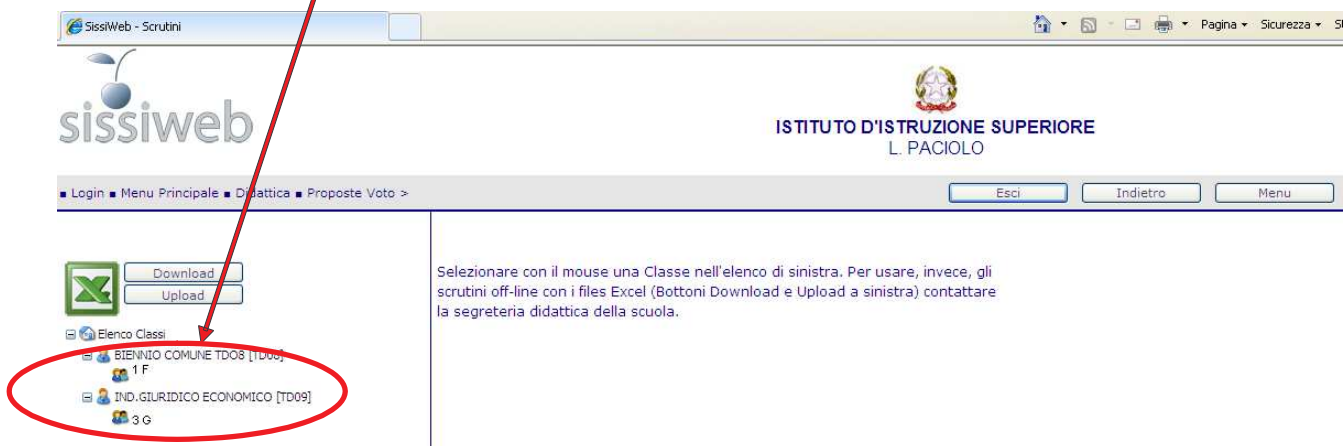 SissiWeb - Scrutini
Pagina
Sicurezza
sissiweb
ISTITUTO D'ISTRUZIONE SUPERIORE
L. PACIOLO
Login ■ Menu Principale ■ Didattica ■ Proposte Voto >
Esci
Indietro
Menu
Download
Upload
Selezionare con il mouse una Classe nell'elenco di sinistra. Per usare, invece, gli
scrutini off-line con i files Excel (Bottoni Download e Upload a sinistra) contattare
la segreteria didattica della scuola.
Elenco Classi
BIENNIO COMUNE TDO8 [TD08]
1 F
IND.GIURIDICO ECONOMICO [TD09]
3 G